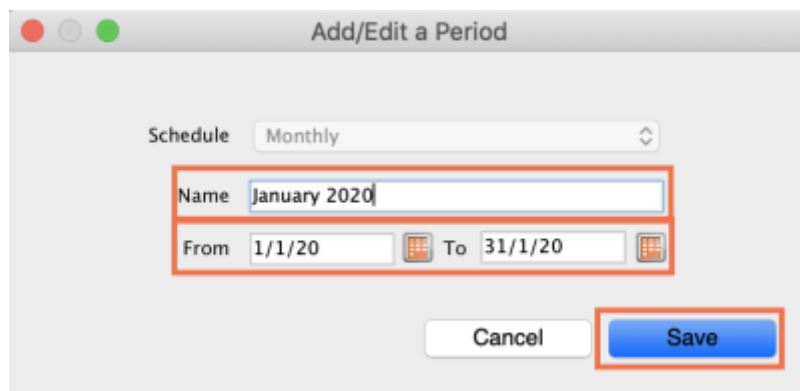 Add/Edit a Period
Schedule Monthly
Name January 2020
From 1/1/20 To 31/1/20
Cancel Save